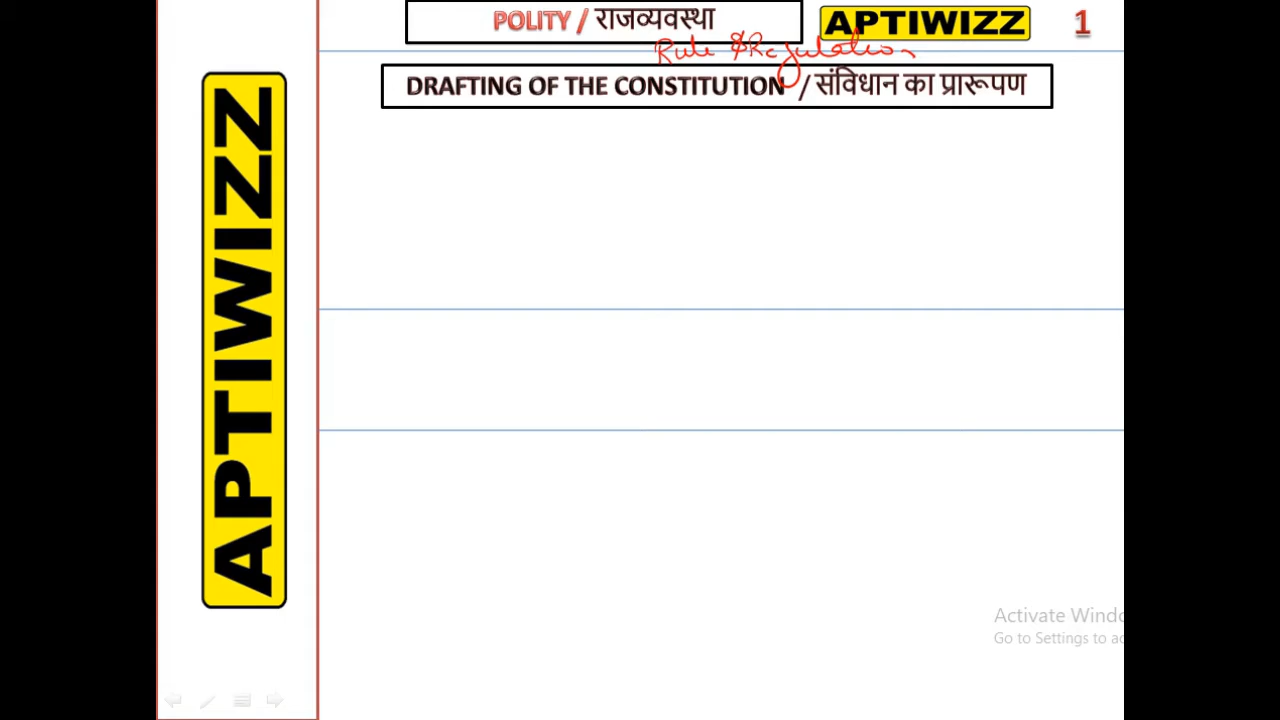 POLITY / राजव्यवस्था
APTIWIZZ
1
Rule & Regulation
DRAFTING OF THE CONSTITUTION / संविधान का प्रारूपण
APTIWIZZ
Activate Windo
Go to Settings to ac